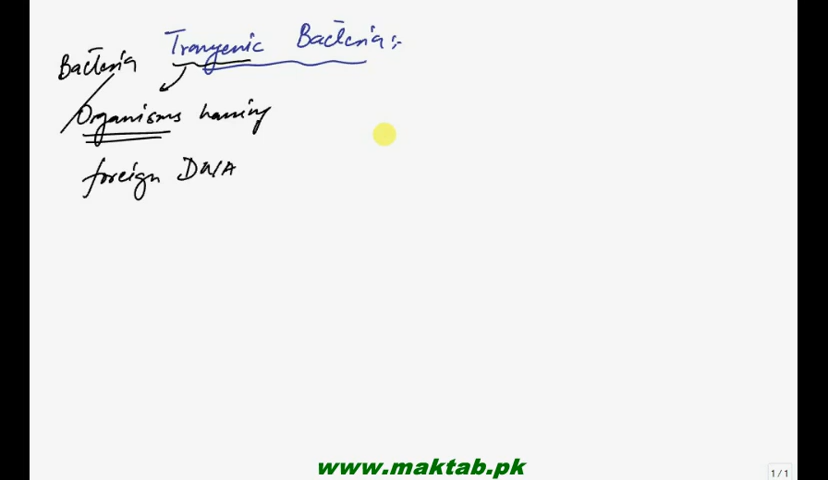 Transgenic Bacteria:-
Bacteria
Organisms having
foreign DNA
www.maktab.pk
1/1